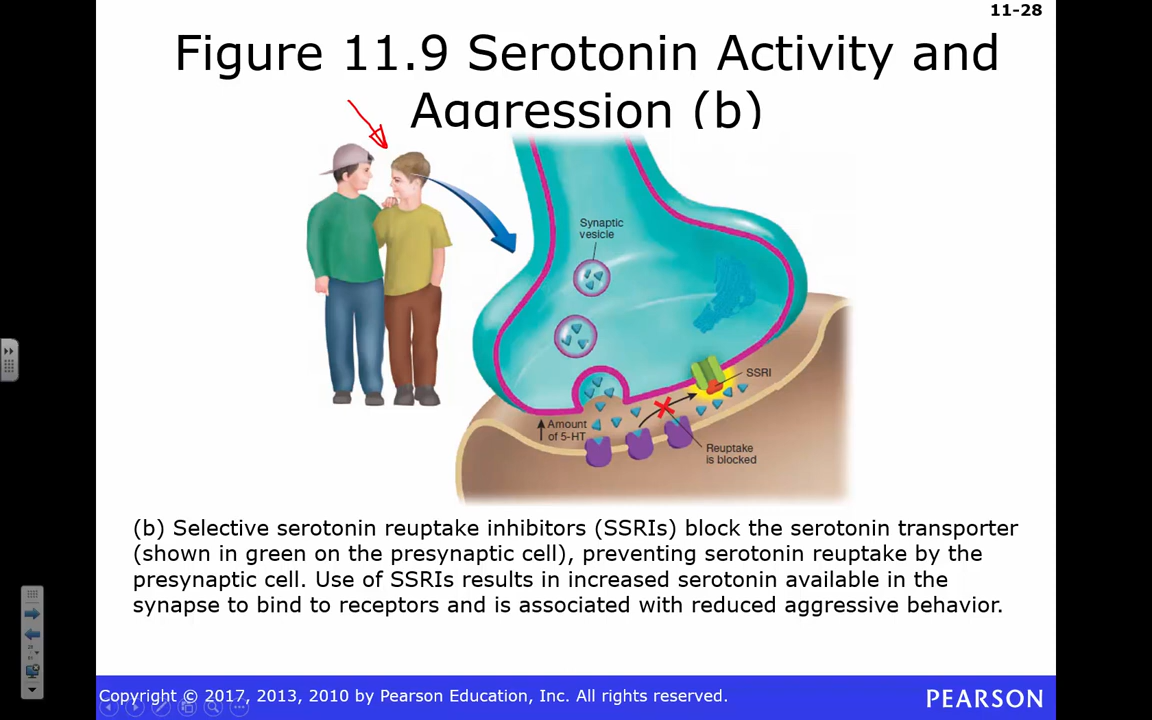 11-28
Figure 11.9 Serotonin Activity and
Aggression (b)
Synaptic
vesicle
SSRI
Amount
of 5-HT
Reuptake
is blocked
(b) Selective serotonin reuptake inhibitors (SSRIs) block the serotonin transporter
(shown in green on the presynaptic cell), preventing serotonin reuptake by the
presynaptic cell. Use of SSRIs results in increased serotonin available in the
synapse to bind to receptors and is associated with reduced aggressive behavior.
Copyright © 2017, 2013, 2010 by Pearson Education, Inc. All rights reserved.
PEARSON